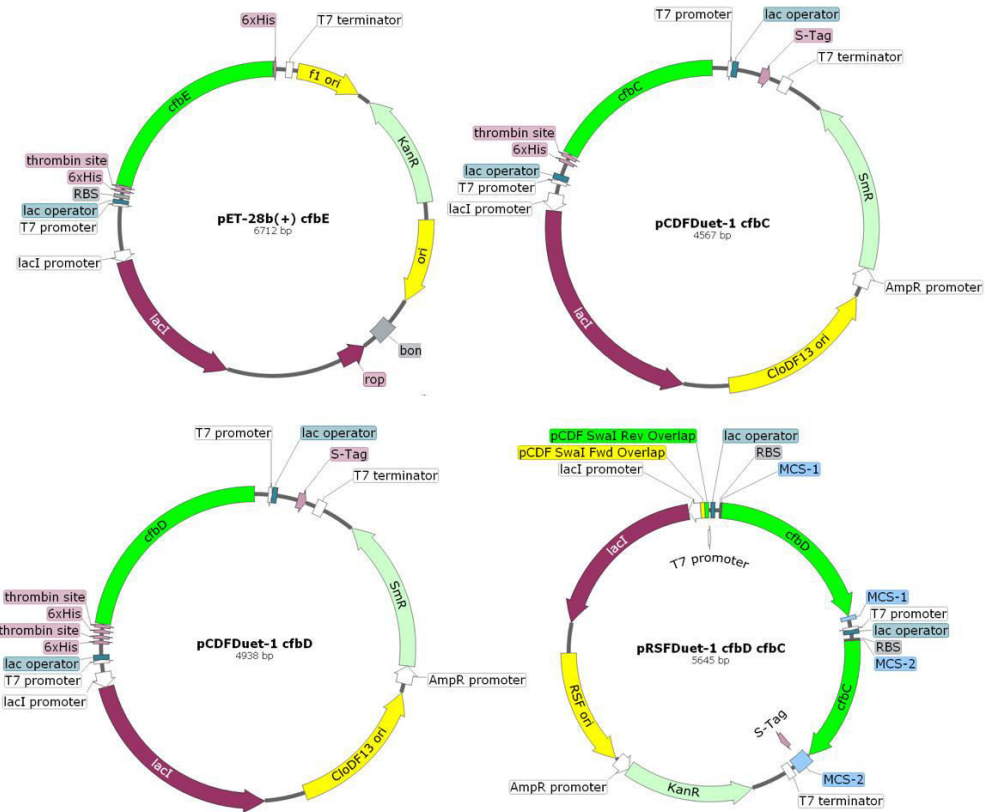 6xHis
T7 terminator
f1 ori
cfbE
KanR
thrombin site
6xHis
RBS
lac operator
T7 promoter
lacI promoter
pET-28b(+) cfbE
6712 bp
ori
lacI
bon
rop
T7 promoter
lac operator
S-Tag
T7 terminator
cfbC
thrombin site
6xHis
lac operator
T7 promoter
lacI promoter
SmR
pCDFDuet-1 cfbC
4567 bp
AmpR promoter
lacI
CloDF13 ori
T7 promoter
lac operator
S-Tag
T7 terminator
cfbD
SmR
thrombin site
6xHis
thrombin site
6xHis
lac operator
T7 promoter
lacI promoter
pCDFDuet-1 cfbD
4938 bp
AmpR promoter
lacI
CloDF13 ori
pCDF SwaI Rev Overlap
pCDF SwaI Fwd Overlap
lacI promoter
lac operator
RBS
MCS-1
lacI
T7 promoter
cfbD
MCS-1
T7 promoter
lac operator
RBS
MCS-2
pRSFDuet-1 cfbD cfbC
5645 bp
cfbC
RSF ori
S-Tag
AmpR promoter
KanR
MCS-2
T7 terminator